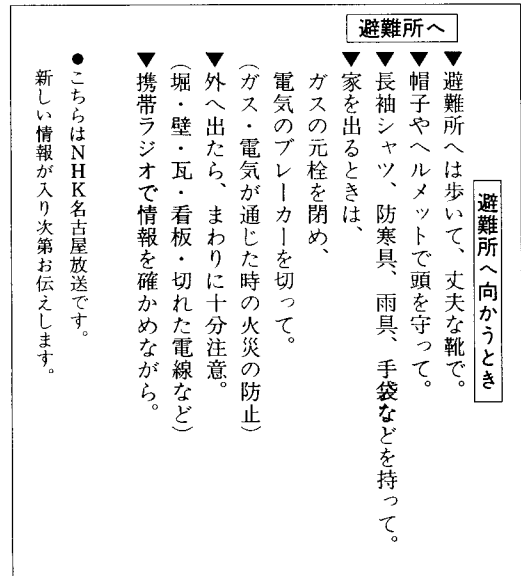 避難所へ
避難所へ向かうとき
▼避難所へは歩いて、丈夫な靴で。
▼帽子やヘルメットで頭を守って。
▼長袖シャツ、防寒具、雨具、手袋などを持って。
▼家を出るときは、
ガスの元栓を閉め、
電気のブレーカーを切って。
(ガス・電気が通じた時の火災の防止)
▼外へ出たら、まわりに十分注意。
(堀・壁・瓦・看板・切れた電線など)
▼携帯ラジオで情報を確かめながら。
●こちらはNHK名古屋放送です。
新しい情報が入り次第お伝えします。